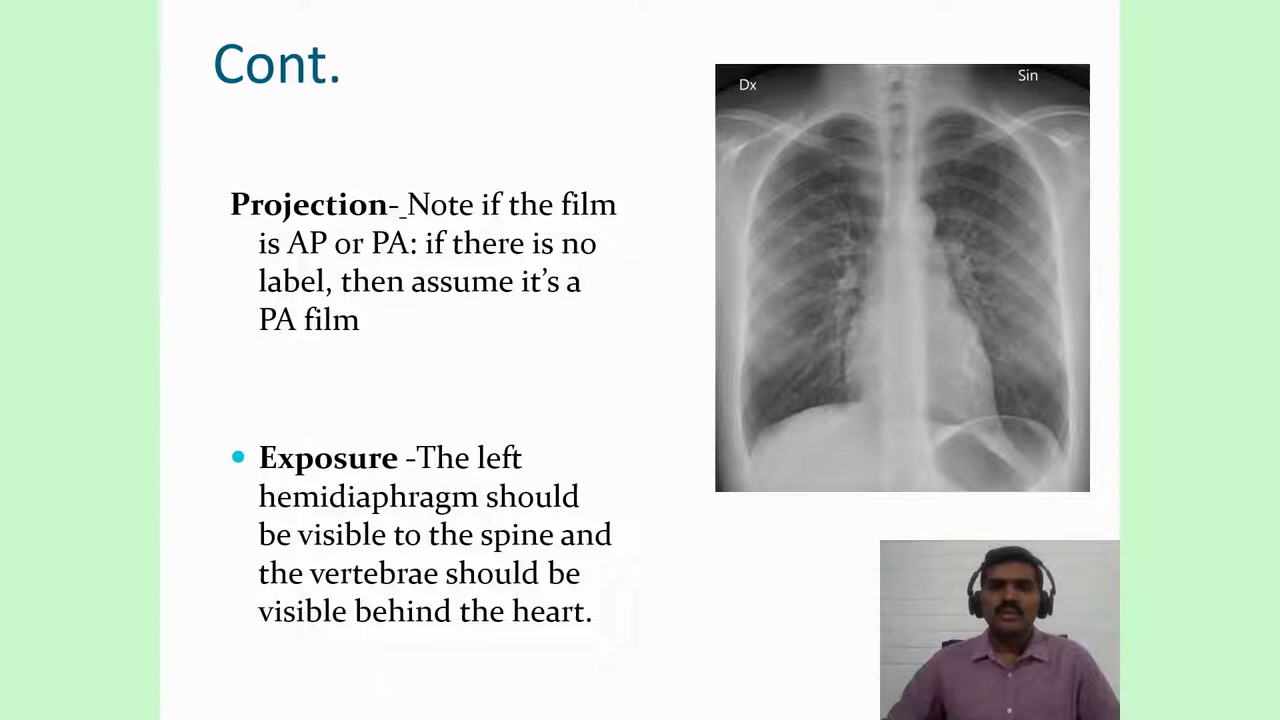 Cont.
Projection- Note if the film
is AP or PA: if there is no
label, then assume it’s a
PA film
Exposure -The left
hemidiaphragm should
be visible to the spine and
the vertebrae should be
visible behind the heart.
Dx
Sin